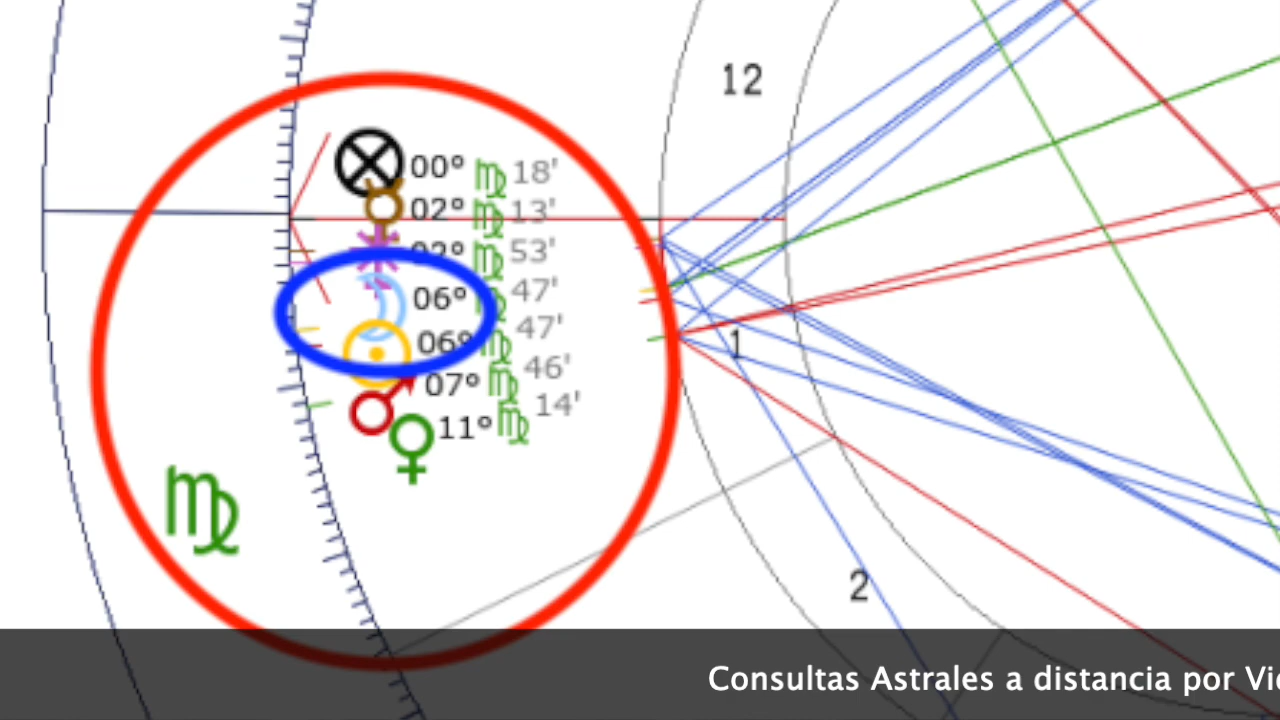 12
00° ♍ 18'
02° ♍ 13'
02° ♍ 53'
06° ♍ 47'
06° ♍ 47'
07° ♍ 46'
11° ♍ 14'
1
♍
2
Consultas Astrales a distancia por